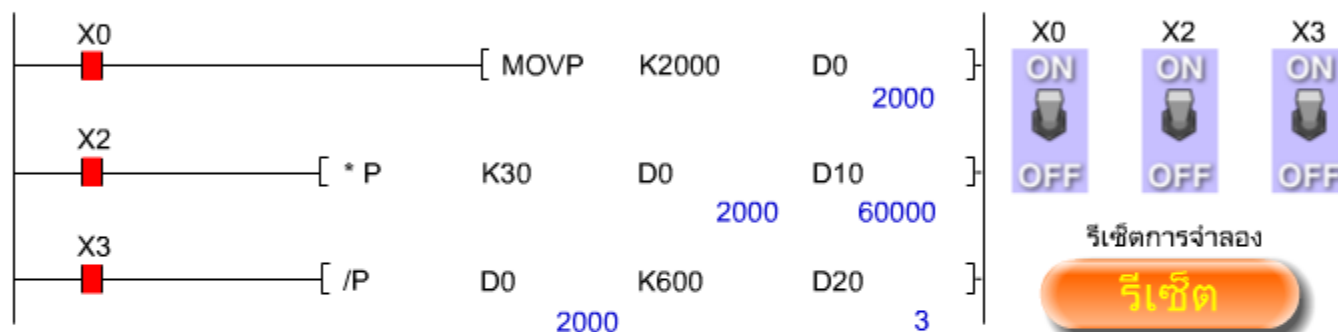 X0
[ MOVP K2000 D0 ]
2000
X2
[ * P K30 D0 D10 ]
2000 60000
X3
[ /P D0 K600 D20 ]
2000 3
X0 X2 X3
ON ON ON
OFF OFF OFF
รีเซ็ตการจำลอง
รีเซ็ต